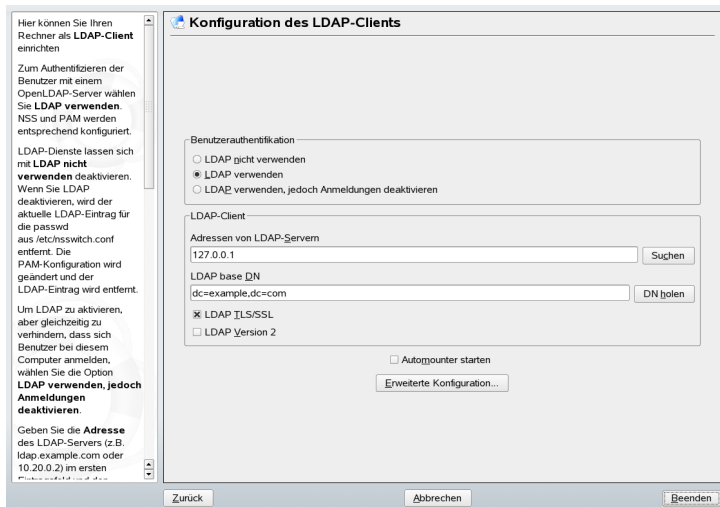 Hier können Sie Ihren
Rechner als LDAP-Client
einrichten
Zum Authentifizieren der
Benutzer mit einem
OpenLDAP-Server wählen
Sie LDAP verwenden.
NSS und PAM werden
entsprechend konfiguriert.
LDAP-Dienste lassen sich
mit LDAP nicht
verwenden deaktivieren.
Wenn Sie LDAP
deaktivieren, wird der
aktuelle LDAP-Eintrag für
die passwd
aus /etc/nsswitch.conf
entfernt. Die
PAM-Konfiguration wird
geändert und der
LDAP-Eintrag wird entfernt.
Um LDAP zu aktivieren,
aber gleichzeitig zu
verhindern, dass sich
Benutzer bei diesem
Computer anmelden,
wählen Sie die Option
LDAP verwenden, jedoch
Anmeldungen
deaktivieren.
Geben Sie die Adresse
des LDAP-Servers (z.B.
ldap.example.com oder
10.20.0.2) im ersten
Konfiguration des LDAP-Clients
Benutzerauthentifikation
LDAP nicht verwenden
LDAP verwenden
LDAP verwenden, jedoch Anmeldungen deaktivieren
LDAP-Client
Adressen von LDAP-Servern
127.0.0.1
Suchen
LDAP base DN
dc=example,dc=com
DN holen
LDAP TLS/SSL
LDAP Version 2
Automounter starten
Erweiterte Konfiguration...
Zurück
Abbrechen
Beenden